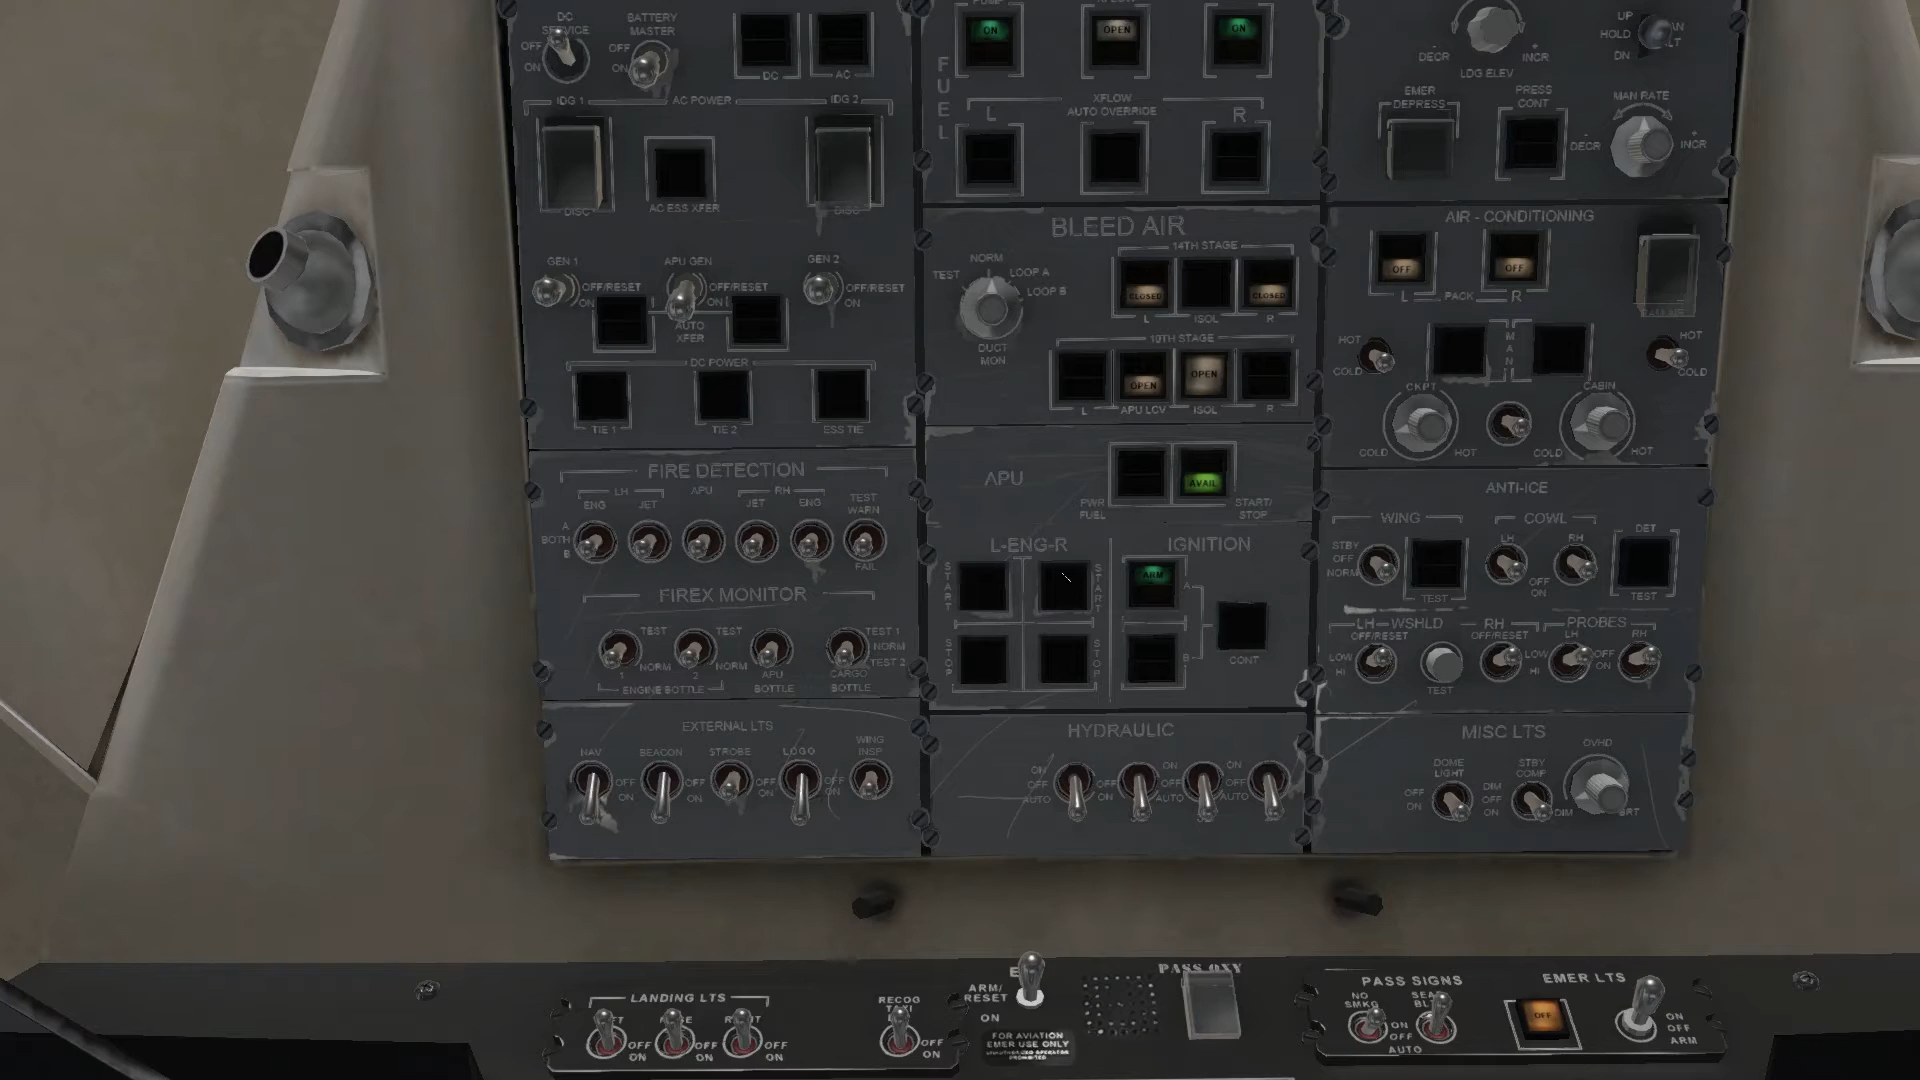 DC
SERVICE
OFF
ON
BATTERY
MASTER
OFF
ON
DC
AC
IDG 1
AC POWER
IDG 2
DISC
AC ESS XFER
DISC
GEN 1
OFF/RESET
ON
APU GEN
OFF/RESET
ON
AUTO
XFER
GEN 2
OFF/RESET
ON
DC POWER
TIE 1
TIE 2
ESS TIE
FIRE DETECTION
LH
APU
RH
ENG
JET
JET
ENG
TEST
WARN
A
BOTH
B
FAIL
FIREX MONITOR
TEST
NORM
1
TEST
NORM
2
ENGINE BOTTLE
APU
BOTTLE
TEST 1
NORM
TEST 2
CARGO
BOTTLE
EXTERNAL LTS
NAV
BEACON
STROBE
LOGO
WING
INSP
OFF
ON
OFF
ON
OFF
ON
OFF
ON
OFF
ON
FUEL
PUMP
ON
OPEN
ON
XFLOW
AUTO OVERRIDE
L
R
BLEED AIR
14TH STAGE
NORM
TEST
LOOP A
LOOP B
DUCT
MON
CLOSED
CLOSED
L
ISOL
R
10TH STAGE
OPEN
OPEN
L
APU LCV
ISOL
R
APU
AVAIL
PWR
FUEL
START/
STOP
L-ENG-R
START
START
STOP
STOP
IGNITION
ARM
A
B
CONT
HYDRAULIC
ON
OFF
AUTO
OFF
ON
ON
OFF
AUTO
OFF
ON
ON
OFF
AUTO
DECR
INCR
LDG ELEV
UP
HOLD
DN
EMER
DEPRESS
PRESS
CONT
MAN RATE
DECR
INCR
AIR - CONDITIONING
OFF
OFF
L
PACK
R
RAM AIR
HOT
COLD
MAN
HOT
COLD
CKPT
CABIN
COLD
HOT
COLD
HOT
ANTI-ICE
WING
COWL
DET
STBY
OFF
NORM
TEST
LH
RH
OFF
ON
TEST
LH
WSHLD
RH
PROBES
OFF/RESET
LOW
HI
TEST
OFF/RESET
LOW
HI
LH
OFF
ON
RH
MISC LTS
DOME
LIGHT
OFF
ON
STBY
COMP
DIM
OFF
ON
OVHD
DIM
BRT
LANDING LTS
OFF
ON
OFF
ON
OFF
ON
RECOG
TAXI
OFF
ON
ARM/
RESET
ON
FOR AVIATION
EMER USE ONLY
UNAUTHORIZED OPERATION
PROHIBITED
PASS OXY
PASS SIGNS
NO
SMKG
ON
OFF
AUTO
EMER LTS
OFF
ON
OFF
ARM